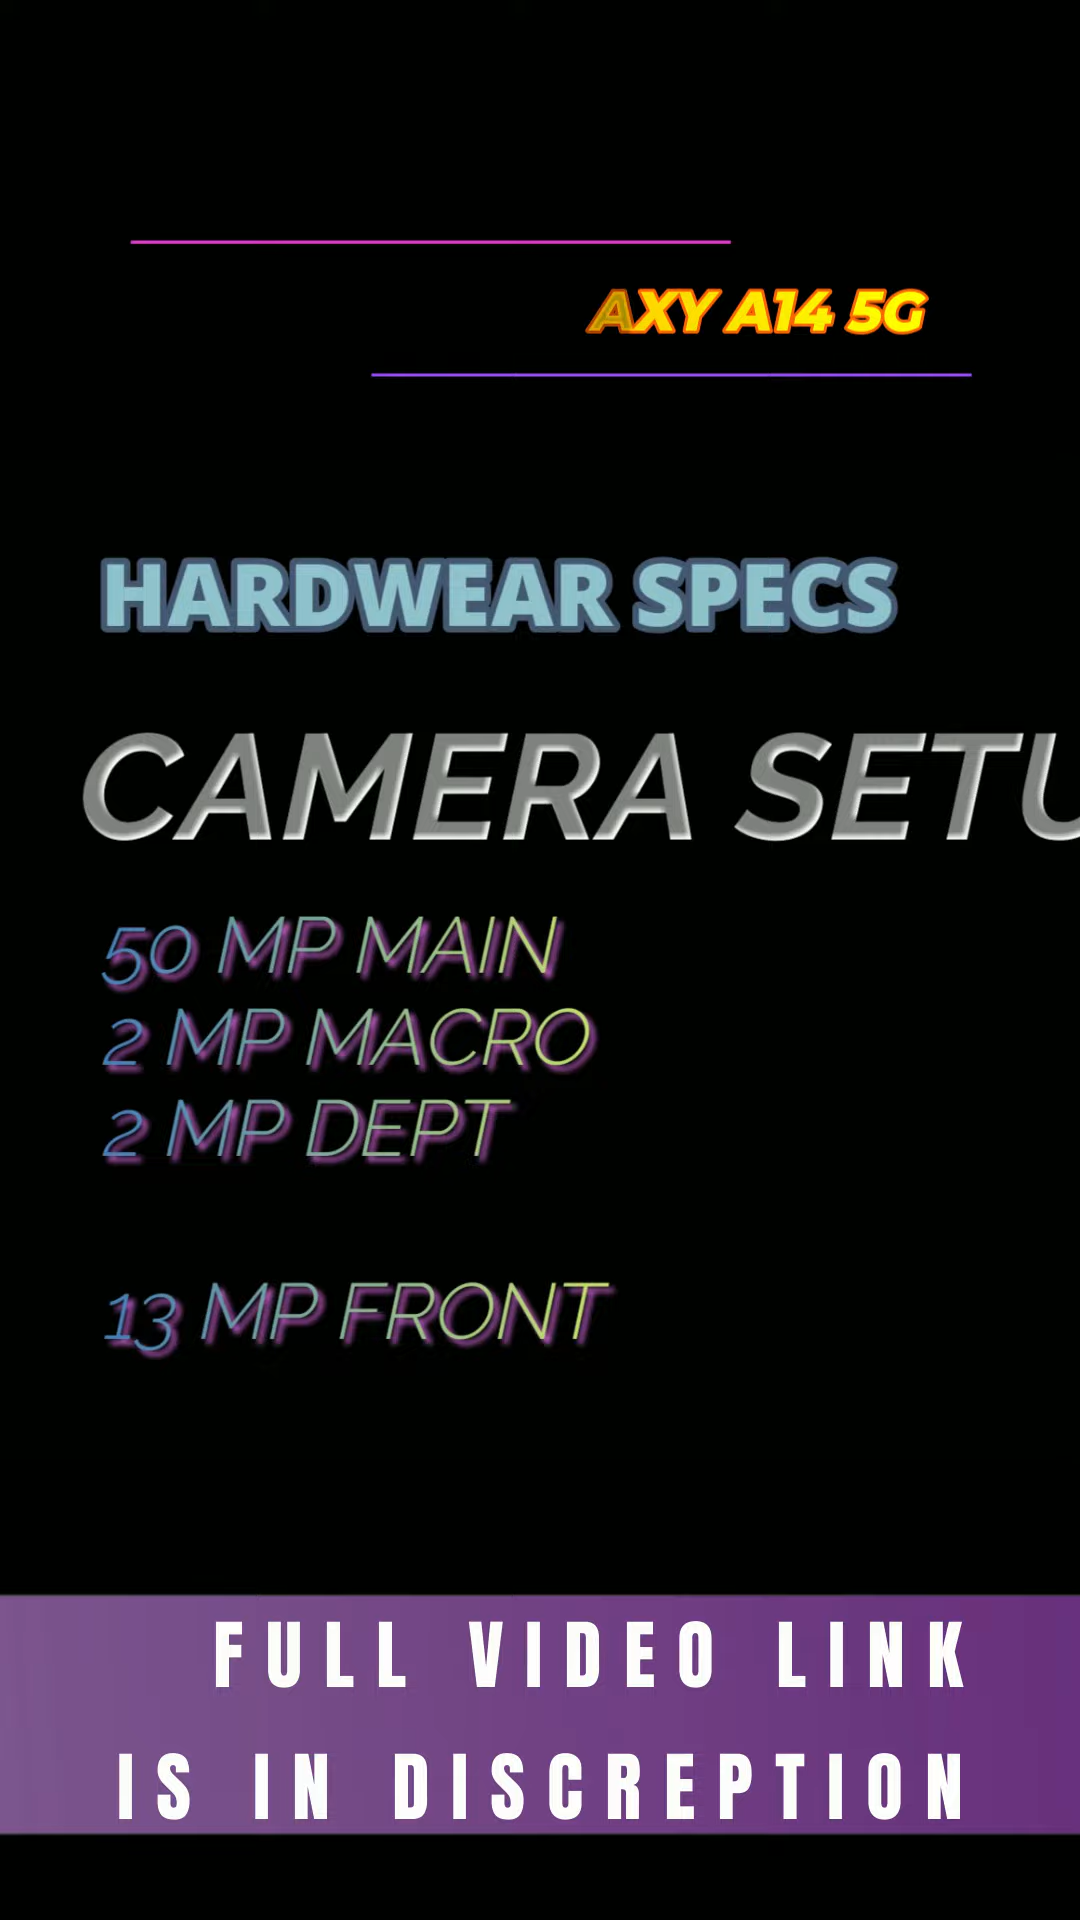 AXY A14 5G
HARDWEAR SPECS
CAMERA SETU
50 MP MAIN
2 MP MACRO
2 MP DEPT
13 MP FRONT
FULL VIDEO LINK
IS IN DISCREPTION